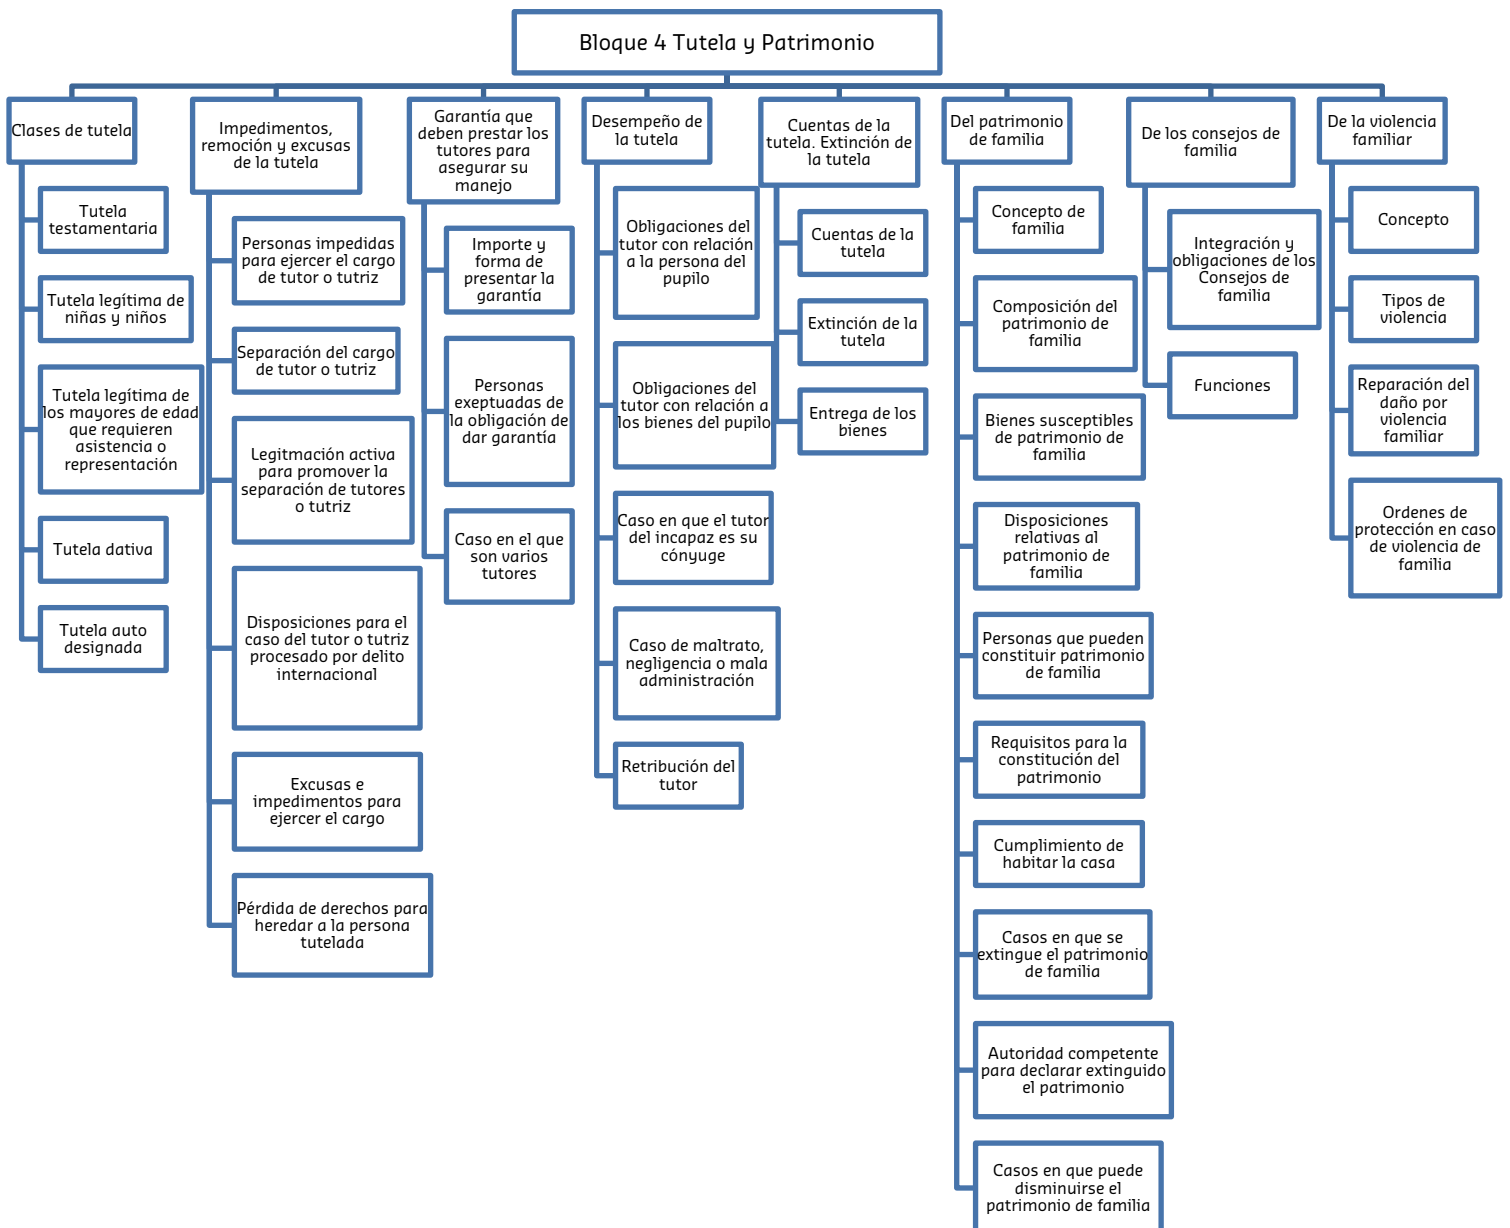 Bloque 4 Tutela y Patrimonio
Clases de tutela
Tutela
testamentaria
Tutela legítima de
niñas y niños
Tutela legítima de
los mayores de edad
que requieren
asistencia o
representación
Tutela dativa
Tutela auto
designada
Impedimentos,
remoción y excusas
de la tutela
Personas impedidas
para ejercer el cargo
de tutor o tutriz
Separación del cargo
de tutor o tutriz
Legitmación activa
para promover la
separación de tutores
o tutriz
Disposiciones para el
caso del tutor o tutriz
procesado por delito
internacional
Excusas e
impedimentos para
ejercer el cargo
Pérdida de derechos para
heredar a la persona
tutelada
Garantía que
deben prestar los
tutores para
asegurar su
manejo
Importe y
forma de
presentar la
garantía
Personas
exeptuadas de
la obligación de
dar garantía
Caso en el que
son varios
tutores
Desempeño de
la tutela
Obligaciones del
tutor con relación
a la persona del
pupilo
Obligaciones del
tutor con relación a
los bienes del pupilo
Caso en que el tutor
del incapaz es su
cónyuge
Caso de maltrato,
negligencia o mala
administración
Retribución del
tutor
Cuentas de la
tutela. Extinción de
la tutela
Cuentas de la
tutela
Extinción de la
tutela
Entrega de los
bienes
Del patrimonio
de familia
Concepto de
familia
Composición del
patrimonio de
familia
Bienes susceptibles
de patrimonio de
familia
Disposiciones
relativas al
patrimonio de
familia
Personas que pueden
constituir patrimonio
de familia
Requisitos para la
constitución del
patrimonio
Cumplimiento de
habitar la casa
Casos en que se
extingue el patrimonio
de familia
Autoridad competente
para declarar extinguido
el patrimonio
Casos en que puede
disminuirse el
patrimonio de familia
De los consejos de
familia
Integración y
obligaciones de los
Consejos de
familia
Funciones
De la violencia
familiar
Concepto
Tipos de
violencia
Reparación del
daño por
violencia
familiar
Ordenes de
protección en caso
de violencia de
familia